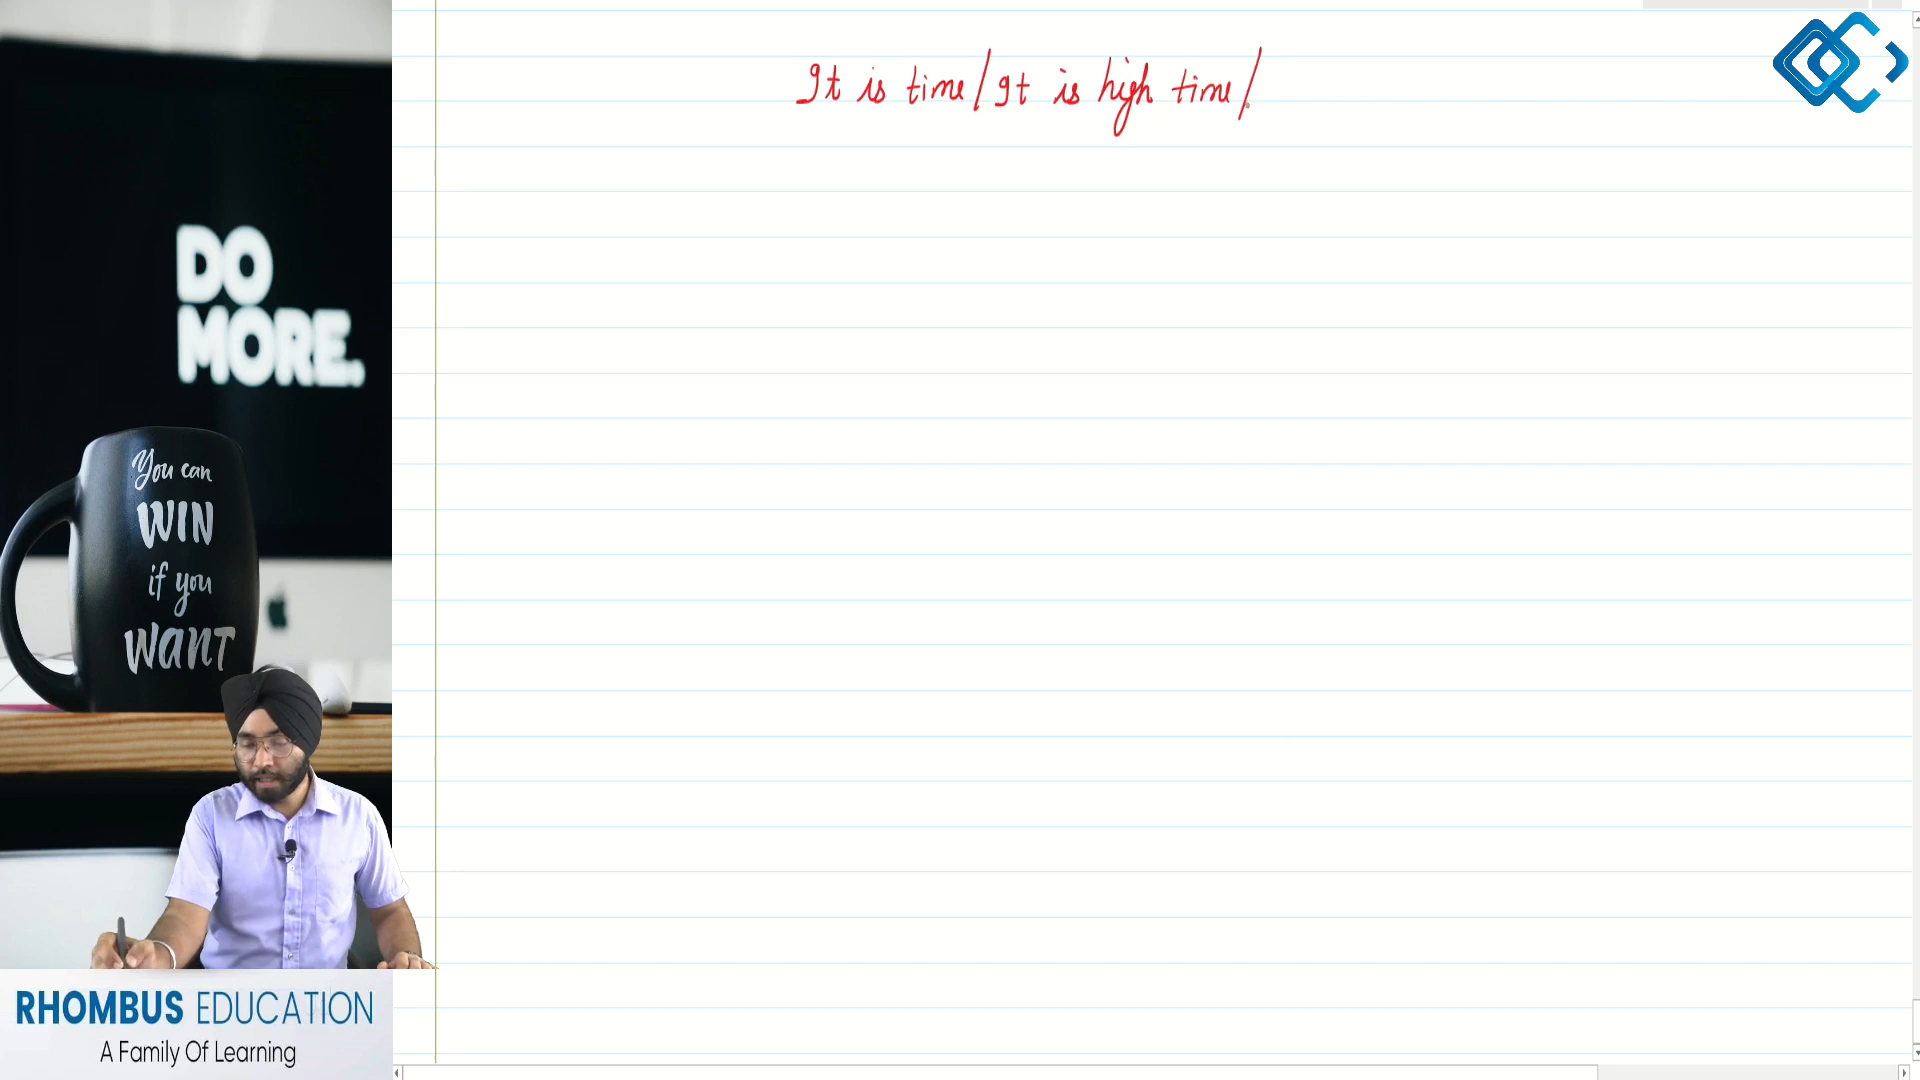 It is time/It is high time/
DO
MORE.
You can
WIN
if you
WANT
RHOMBUS EDUCATION
A Family Of Learning